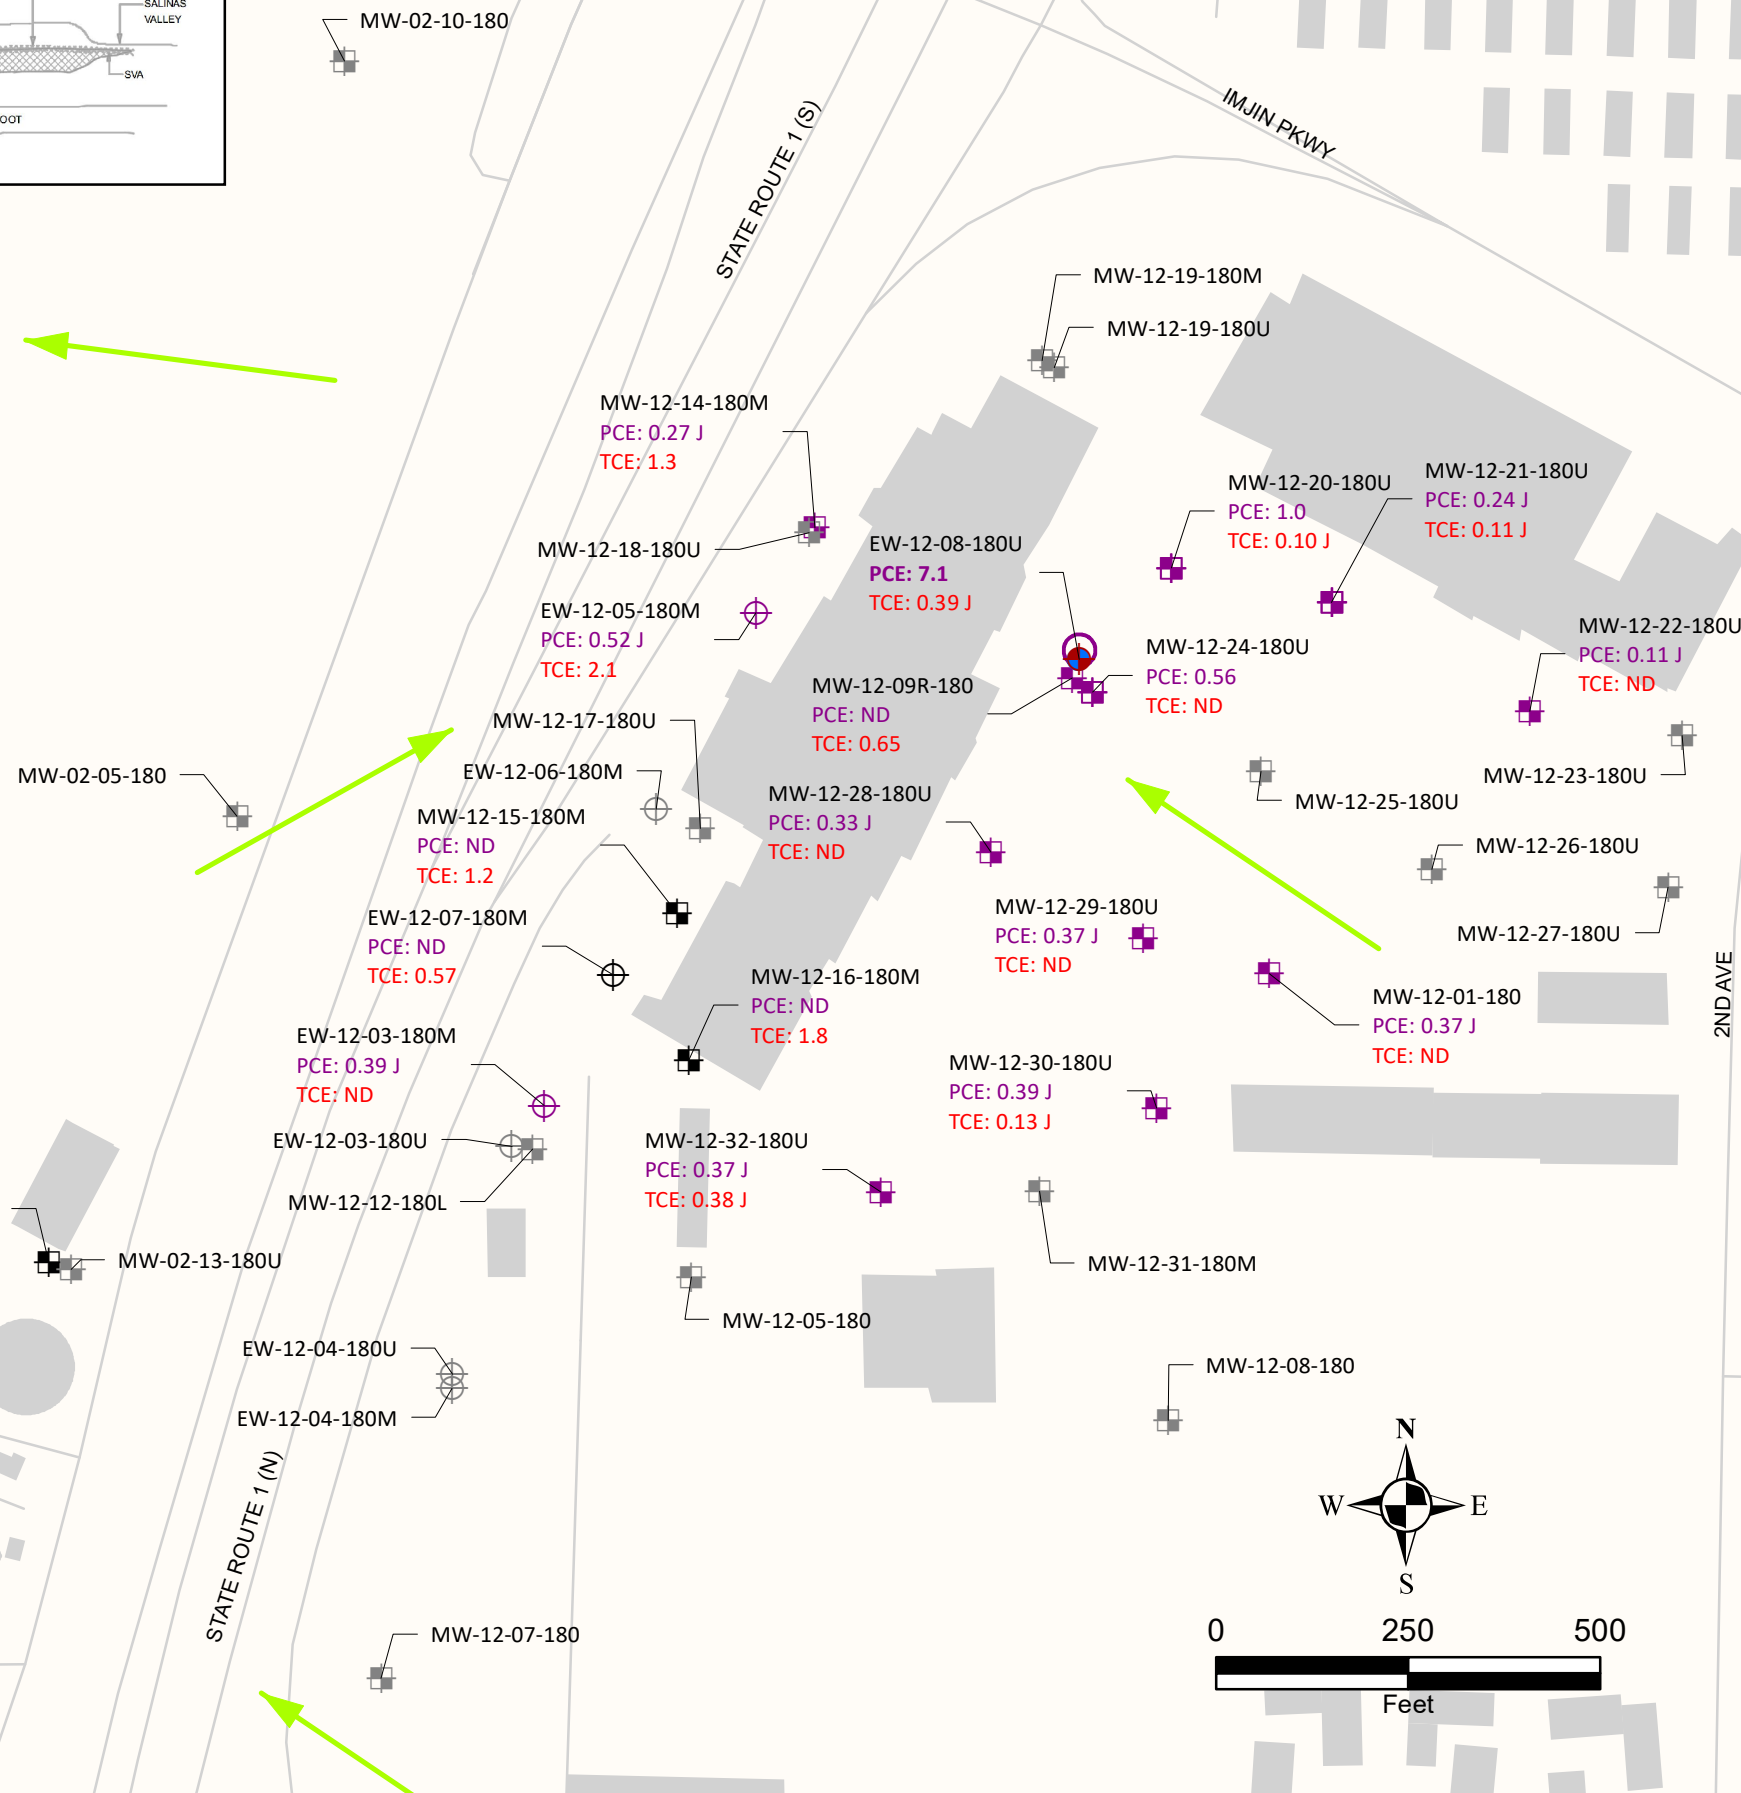 SALINAS
VALLEY
SVA
OOT
MW-02-10-180
STATE ROUTE 1 (S)
IMJIN PKWY
MW-12-19-180M
MW-12-19-180U
MW-12-14-180M
PCE: 0.27 J
TCE: 1.3
MW-12-18-180U
EW-12-08-180U
PCE: 7.1
TCE: 0.39 J
MW-12-20-180U
PCE: 1.0
TCE: 0.10 J
MW-12-21-180U
PCE: 0.24 J
TCE: 0.11 J
EW-12-05-180M
PCE: 0.52 J
TCE: 2.1
MW-12-24-180U
PCE: 0.56
TCE: ND
MW-12-22-180U
PCE: 0.11 J
TCE: ND
MW-12-09R-180
PCE: ND
TCE: 0.65
MW-12-17-180U
EW-12-06-180M
MW-02-05-180
MW-12-23-180U
MW-12-25-180U
MW-12-15-180M
PCE: ND
TCE: 1.2
MW-12-28-180U
PCE: 0.33 J
TCE: ND
MW-12-26-180U
MW-12-27-180U
EW-12-07-180M
PCE: ND
TCE: 0.57
MW-12-29-180U
PCE: 0.37 J
TCE: ND
MW-12-16-180M
PCE: ND
TCE: 1.8
MW-12-01-180
PCE: 0.37 J
TCE: ND
2ND AVE
EW-12-03-180M
PCE: 0.39 J
TCE: ND
MW-12-30-180U
PCE: 0.39 J
TCE: 0.13 J
EW-12-03-180U
MW-12-32-180U
PCE: 0.37 J
TCE: 0.38 J
MW-12-12-180L
MW-02-13-180U
MW-12-31-180M
MW-12-05-180
EW-12-04-180U
EW-12-04-180M
MW-12-08-180
STATE ROUTE 1 (N)
MW-12-07-180
N
W
E
S
0 250 500
Feet